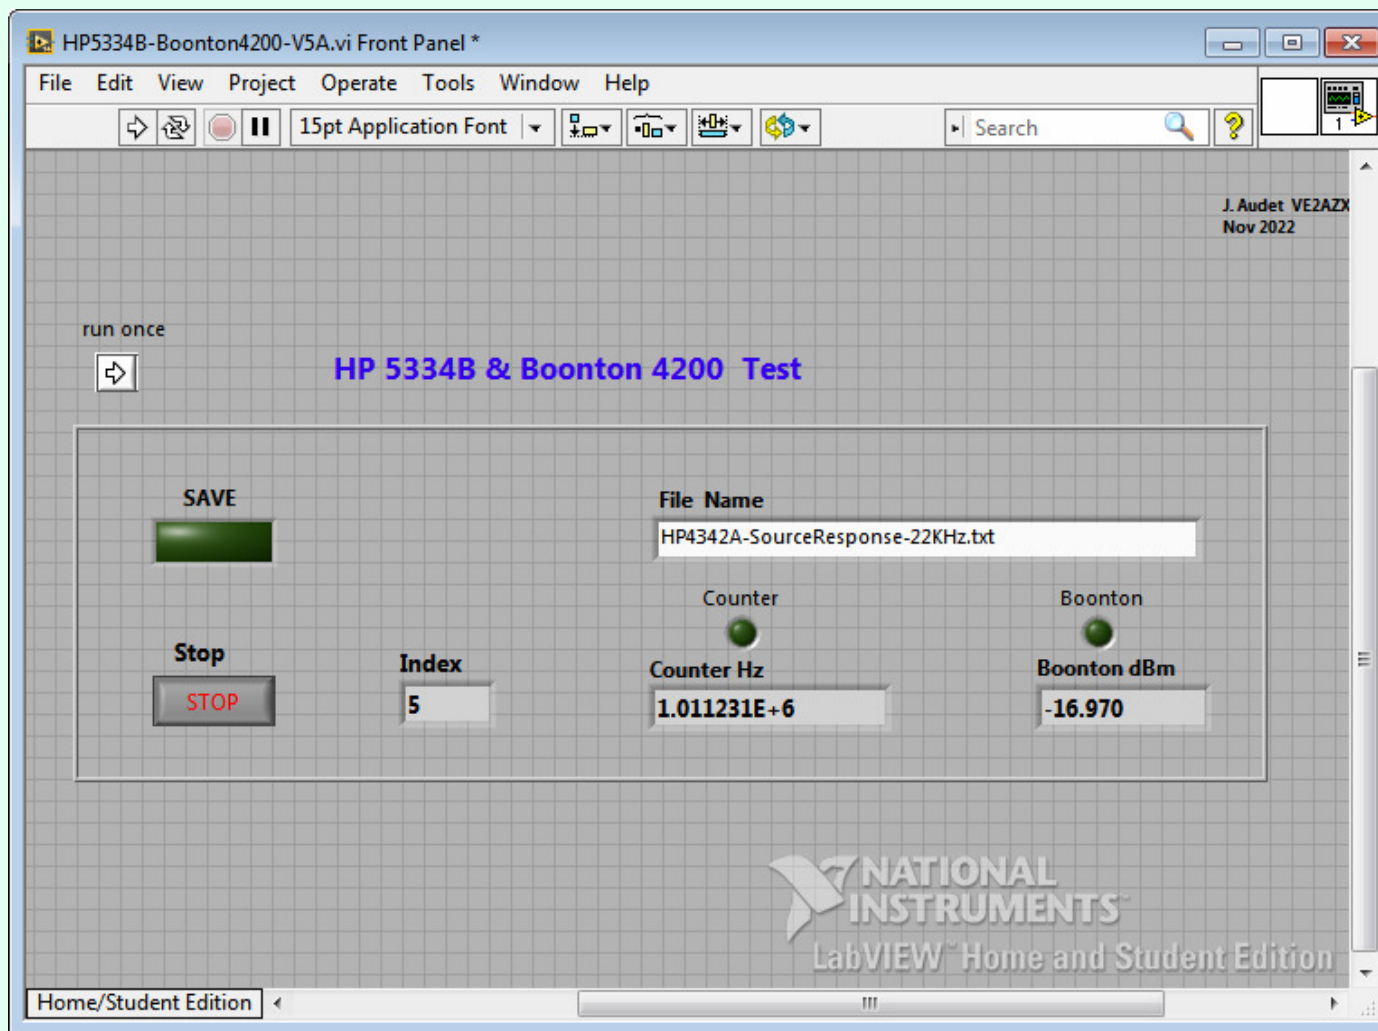 HP5334B-Boonton4200-V5A.vi Front Panel *
File Edit View Project Operate Tools Window Help
15pt Application Font
Search
?
1
J. Audet VE2AZX
Nov 2022
run once
HP 5334B & Boonton 4200 Test
SAVE
File Name
HP4342A-SourceResponse-22KHz.txt
Counter
Boonton
Stop
Index
Counter Hz
Boonton dBm
STOP
5
1.011231E+6
-16.970
NATIONAL
INSTRUMENTS™
LabVIEW™ Home and Student Edition
Home/Student Edition